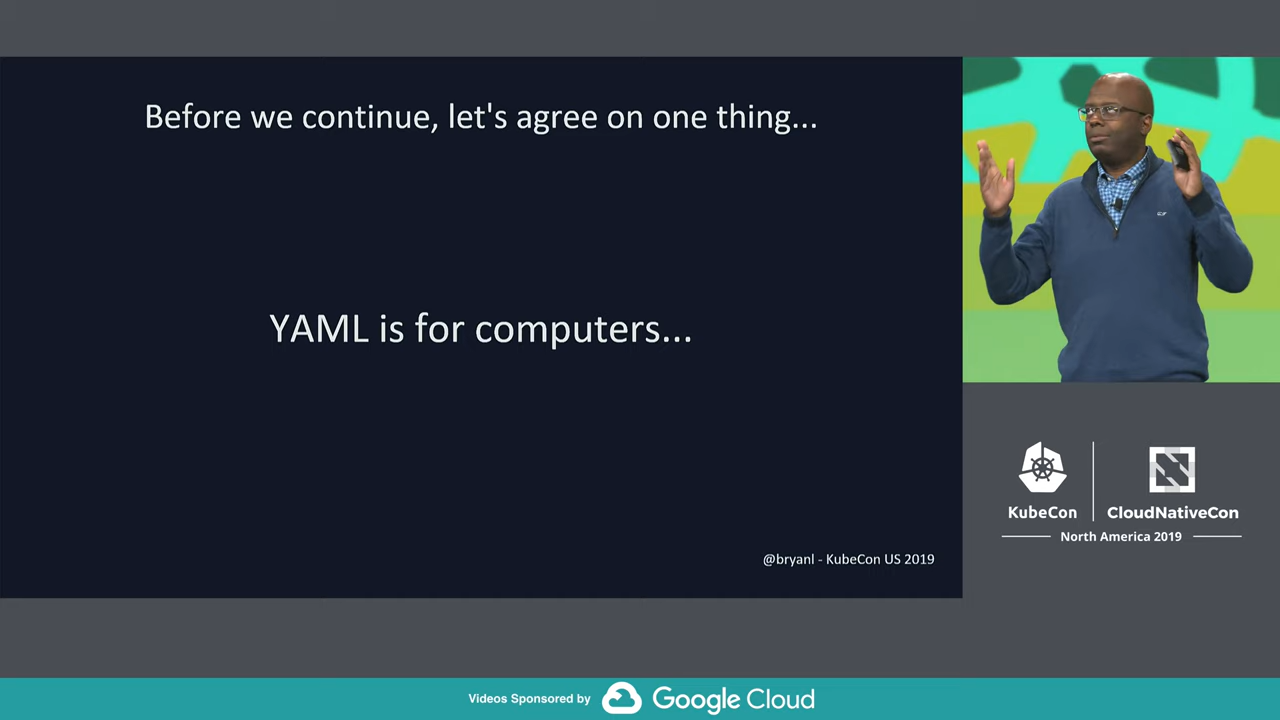 Before we continue, let's agree on one thing...
YAML is for computers...
@bryanl - KubeCon US 2019
KubeCon
CloudNativeCon
North America 2019
Videos Sponsored by Google Cloud